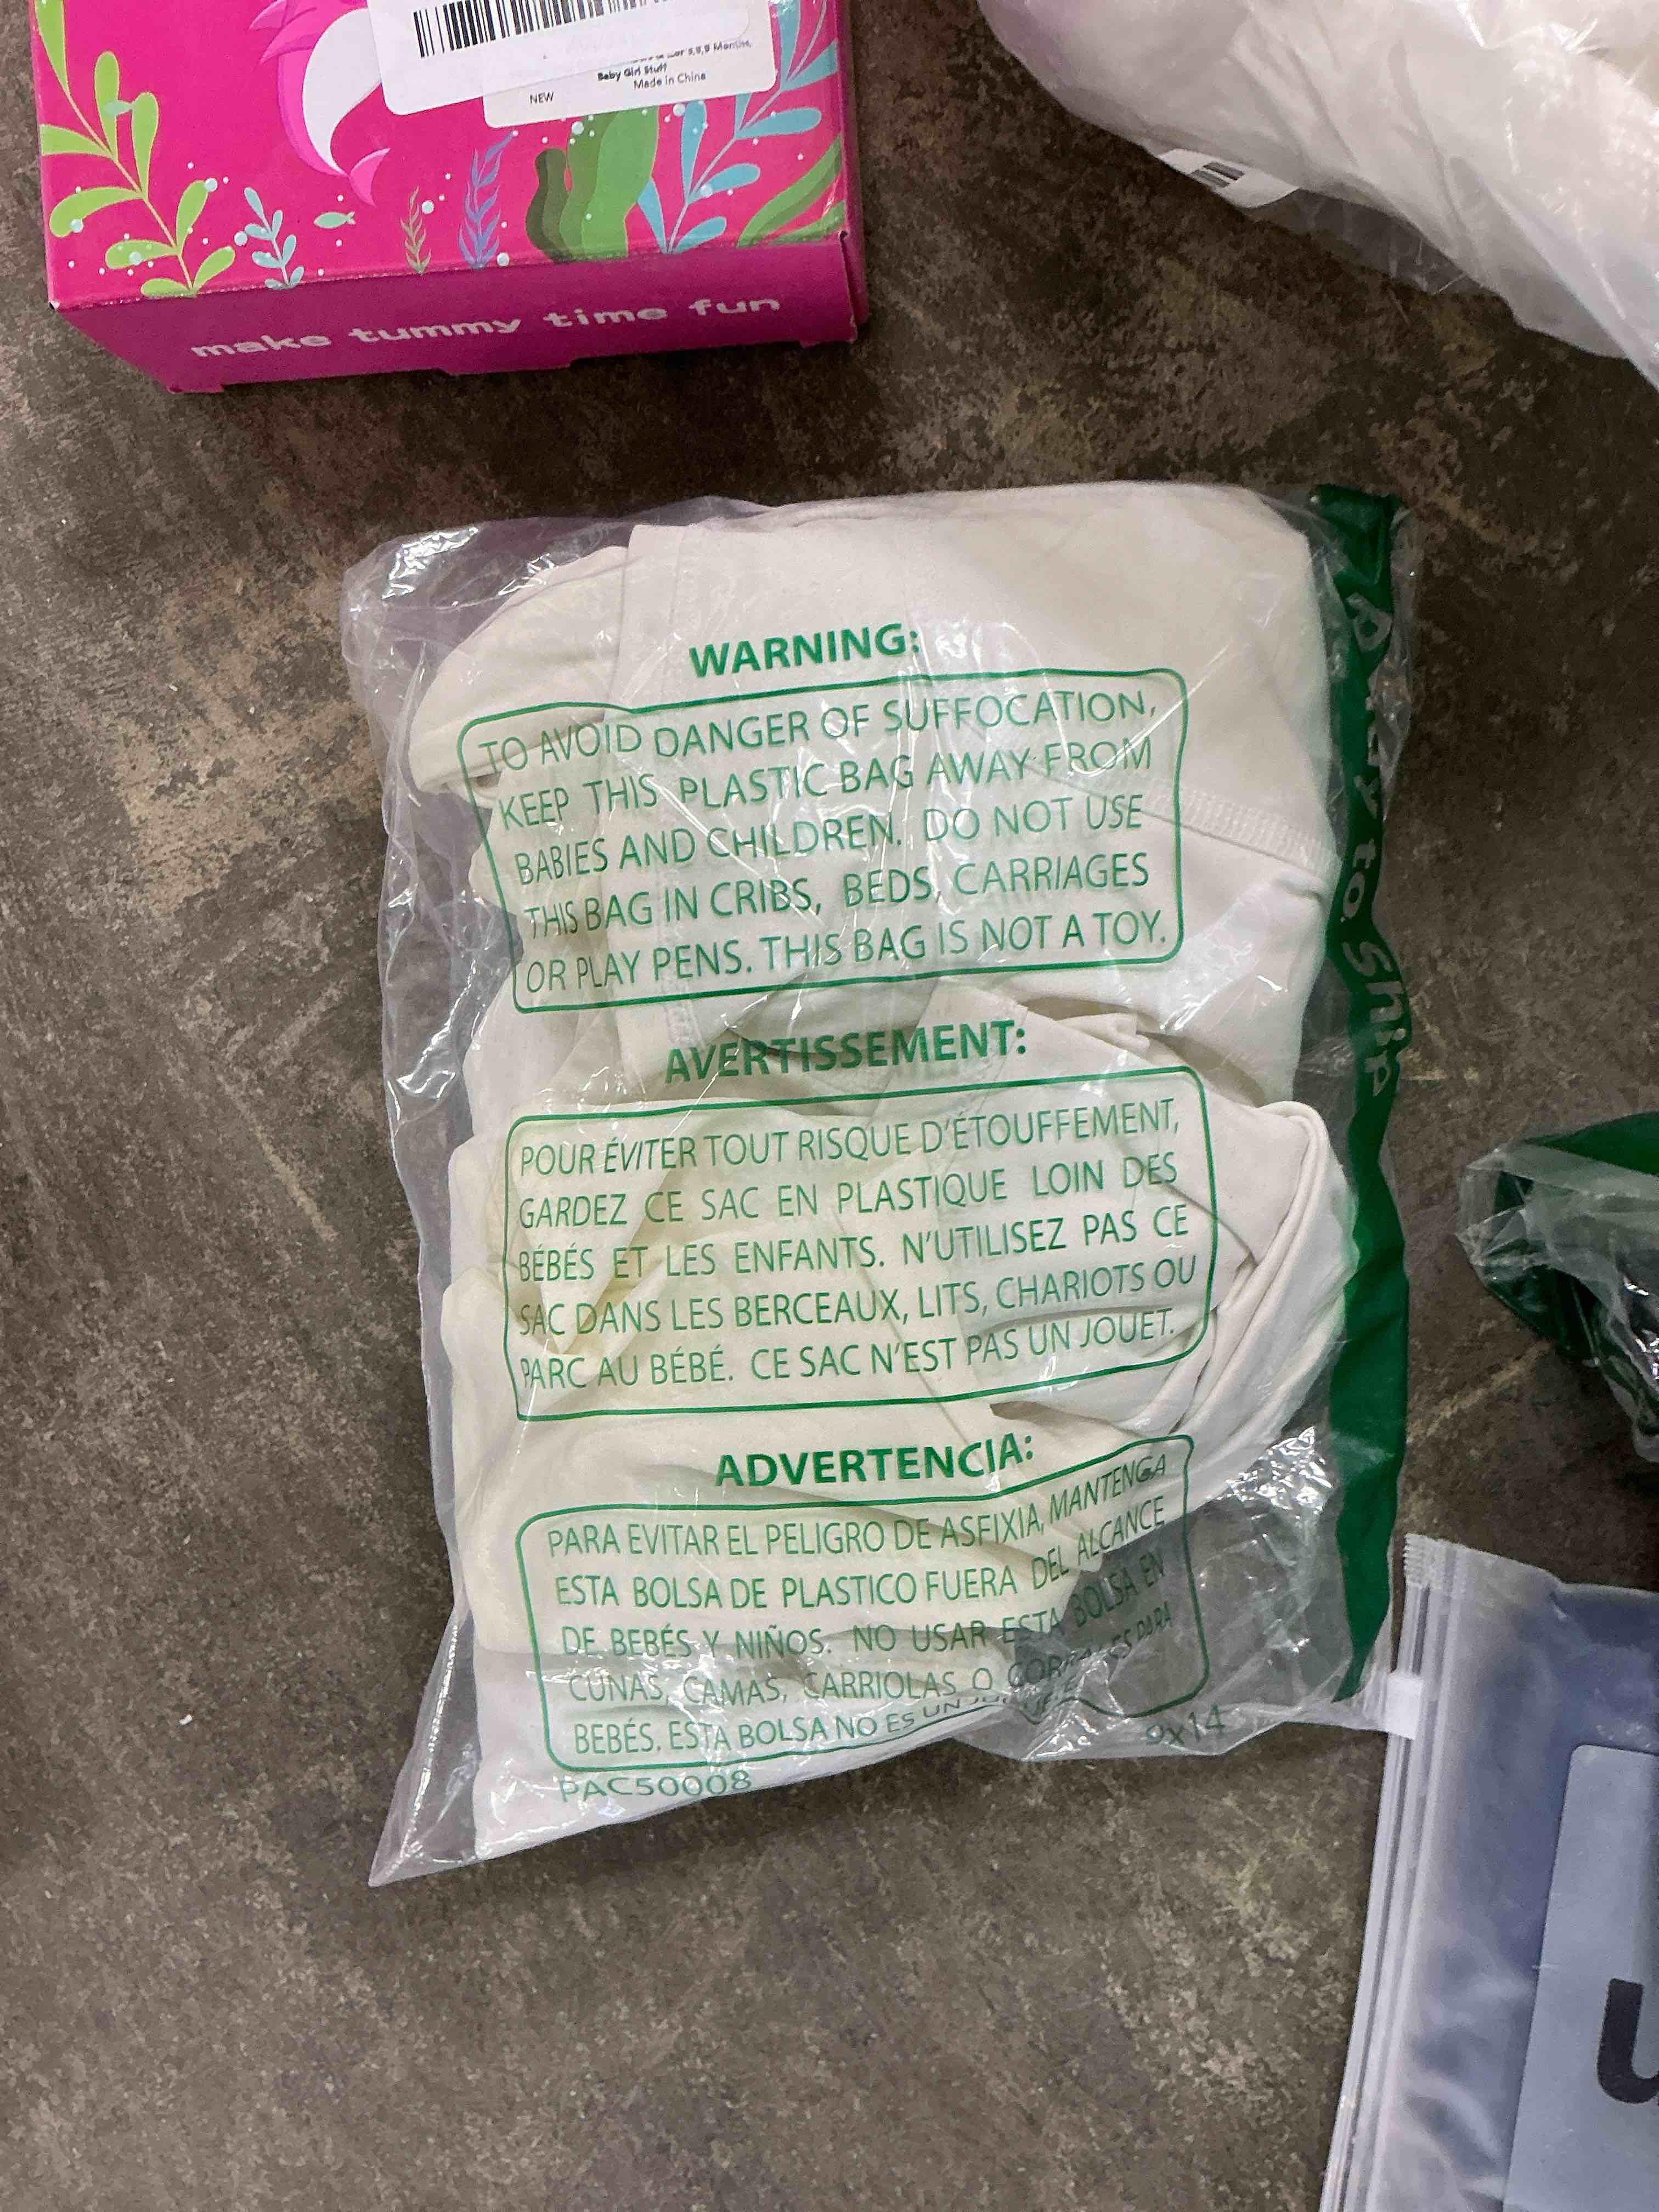 Baby Girl Stuff
Made in China
NEW
make tummy time fun
WARNING:
TO AVOID DANGER OF SUFFOCATION,
KEEP THIS PLASTIC BAG AWAY FROM
BABIES AND CHILDREN. DO NOT USE
THIS BAG IN CRIBS, BEDS, CARRIAGES
OR PLAY PENS. THIS BAG IS NOT A TOY.
AVERTISSEMENT:
POUR ÉVITER TOUT RISQUE D'ÉTOUFFEMENT,
GARDEZ CE SAC EN PLASTIQUE LOIN DES
BÉBÉS ET LES ENFANTS. N'UTILISEZ PAS CE
SAC DANS LES BERCEAUX, LITS, CHARIOTS OU
PARC AU BÉBÉ. CE SAC N'EST PAS UN JOUET.
ADVERTENCIA:
PARA EVITAR EL PELIGRO DE ASFIXIA, MANTENGA
ESTA BOLSA DE PLASTICO FUERA DEL ALCANCE
DE BEBÉS Y NIÑOS. NO USAR ESTA BOLSA EN
CUNAS, CAMAS, CARRIOLAS O CORRALES PARA
BEBÉS. ESTA BOLSA NO ES UN
PAC50008
9x14
to Ship